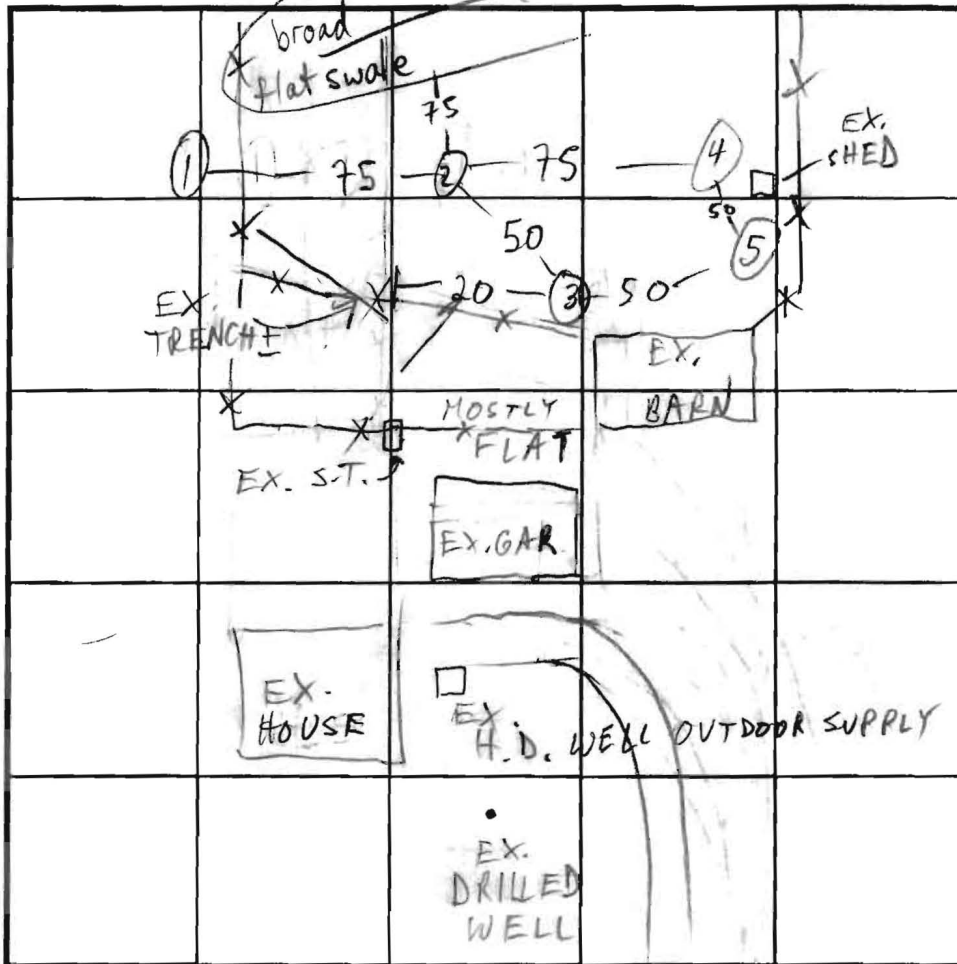 broad
flat swale
75
EX.
SHED
① 75 ② 75 ④
50
50
⑤
20 ③ 50
EX.
TRENCH ±
EX.
BARN
MOSTLY
FLAT
EX. S.T.
EX. GAR
EX.
HOUSE
EX.
H.D. WELL OUTDOOR SUPPLY
EX.
DRILLED
WELL